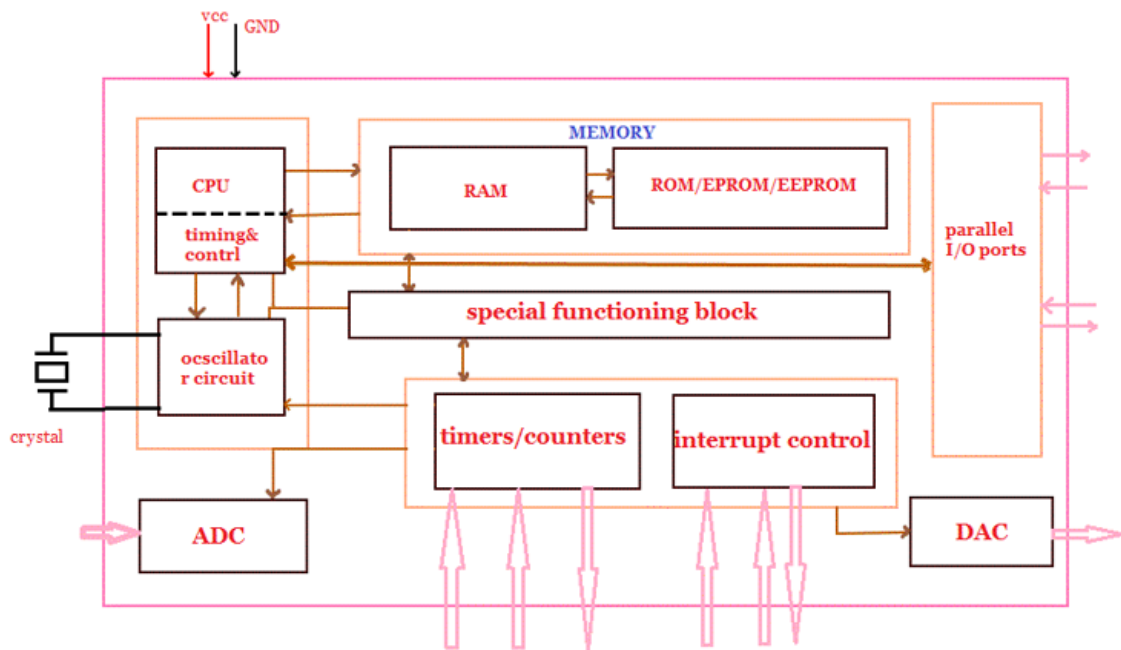 vcc
GND
MEMORY
CPU
RAM
ROM/EPROM/EEPROM
timing&
contrl
parallel
I/O ports
special functioning block
ocscillato
r circuit
crystal
timers/counters
interrupt control
ADC
DAC